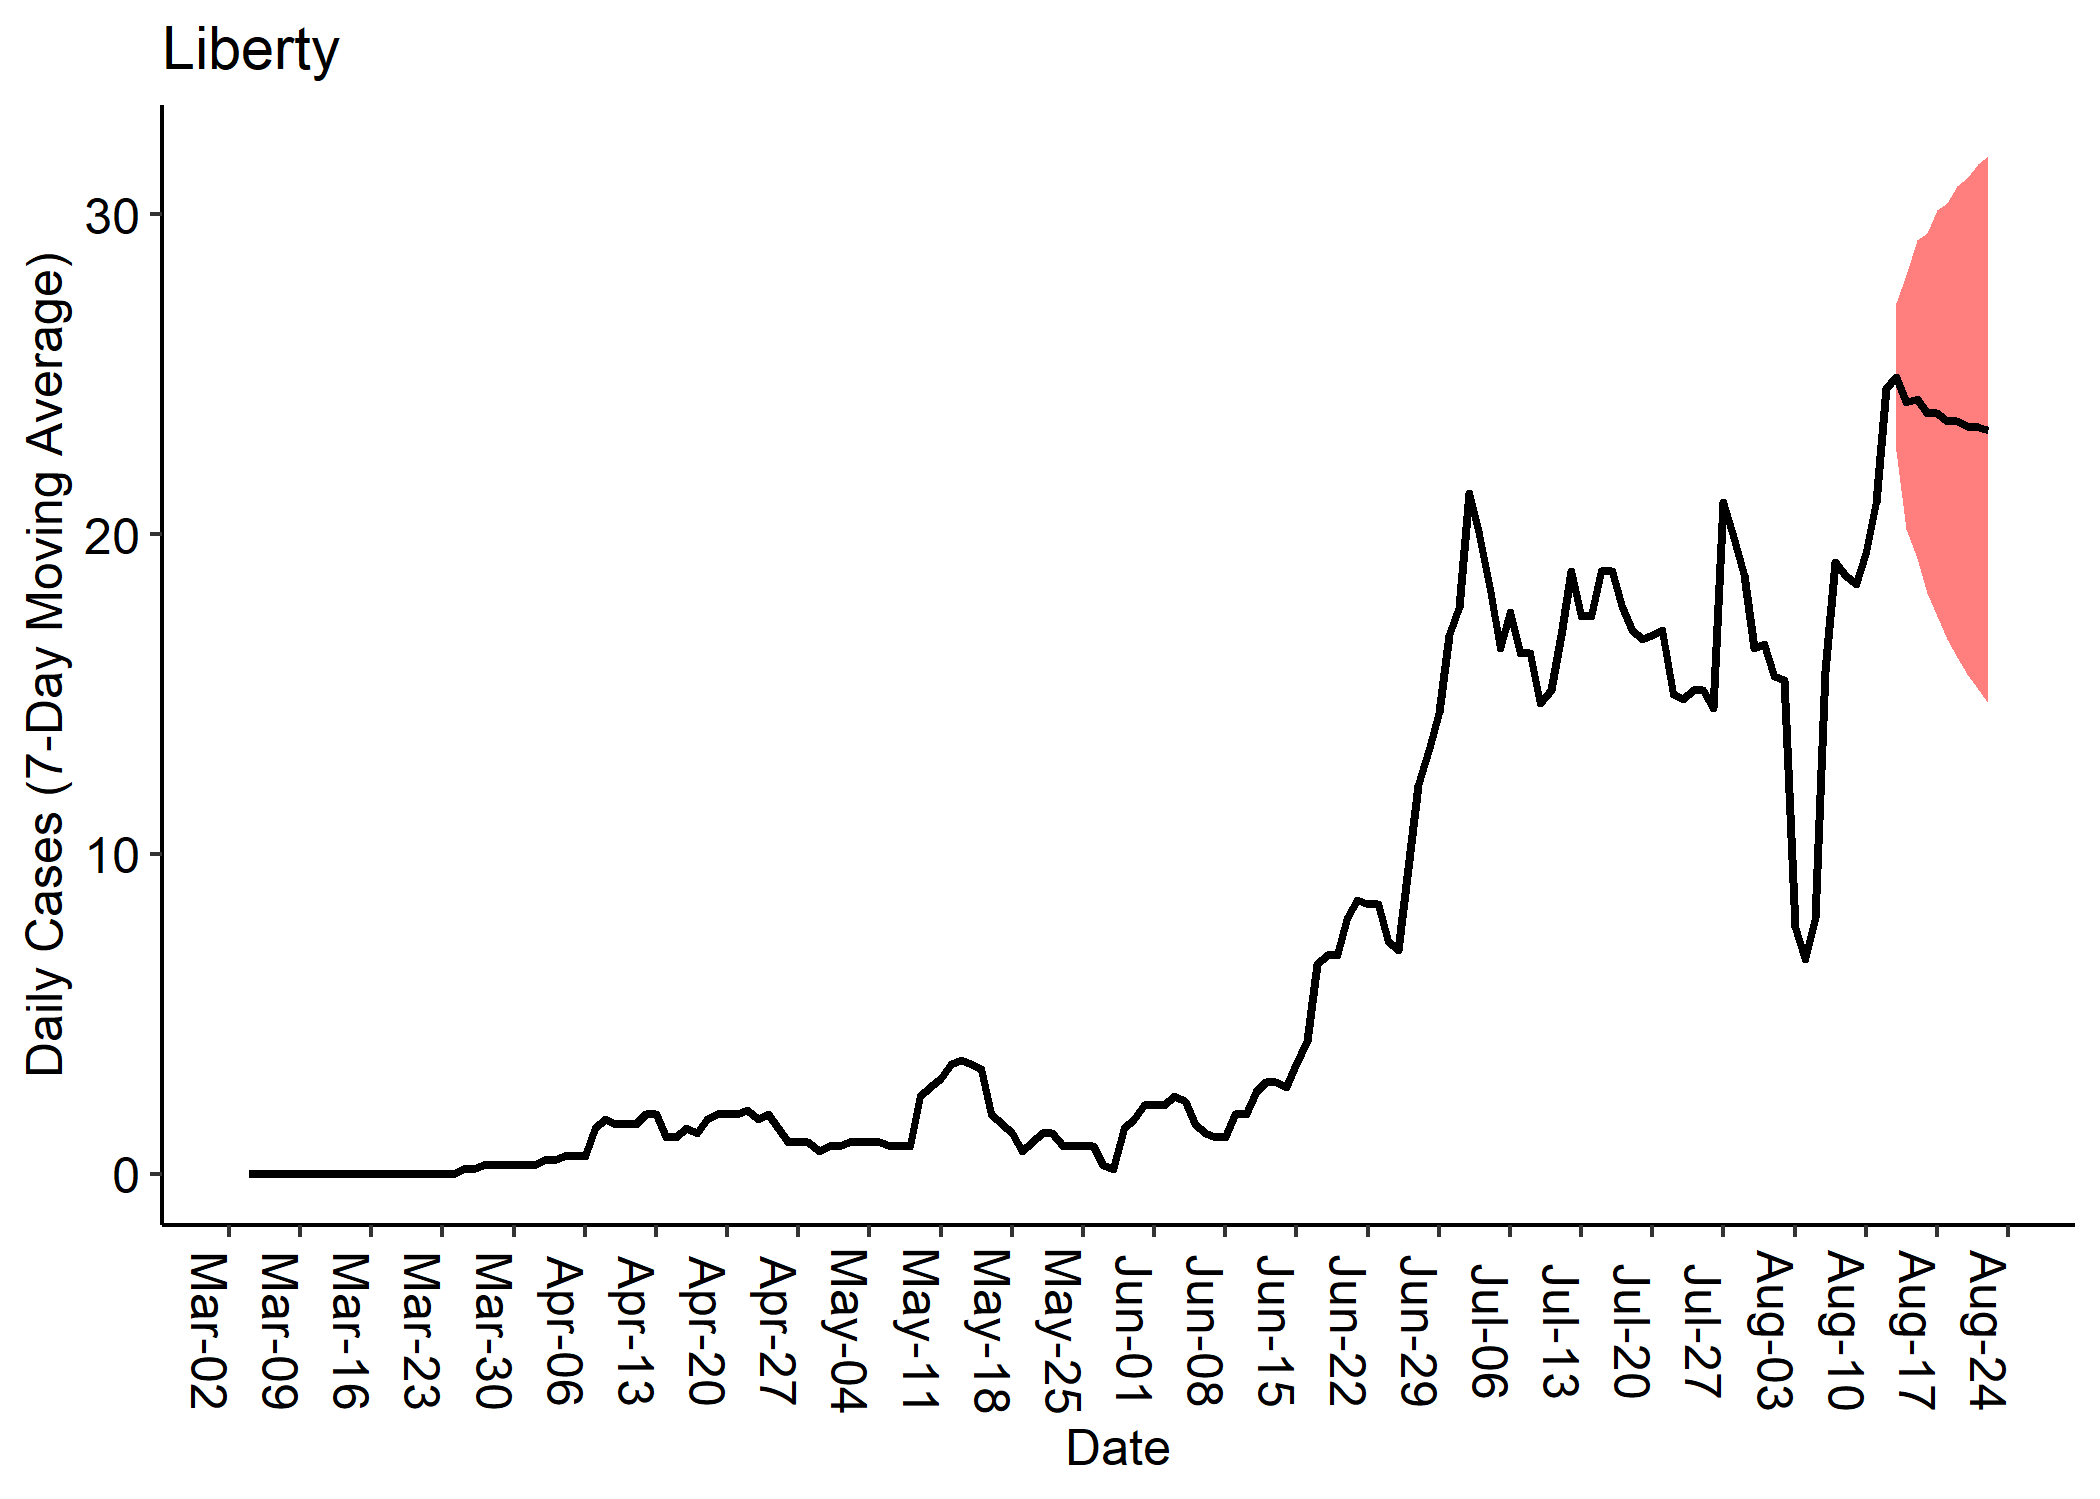 Liberty
Daily Cases (7-Day Moving Average)
30
20
10
0
Mar-02
Mar-09
Mar-16
Mar-23
Mar-30
Apr-06
Apr-13
Apr-20
Apr-27
May-04
May-11
May-18
May-25
Jun-01
Jun-08
Jun-15
Jun-22
Jun-29
Jul-06
Jul-13
Jul-20
Jul-27
Aug-03
Aug-10
Aug-17
Aug-24
Date